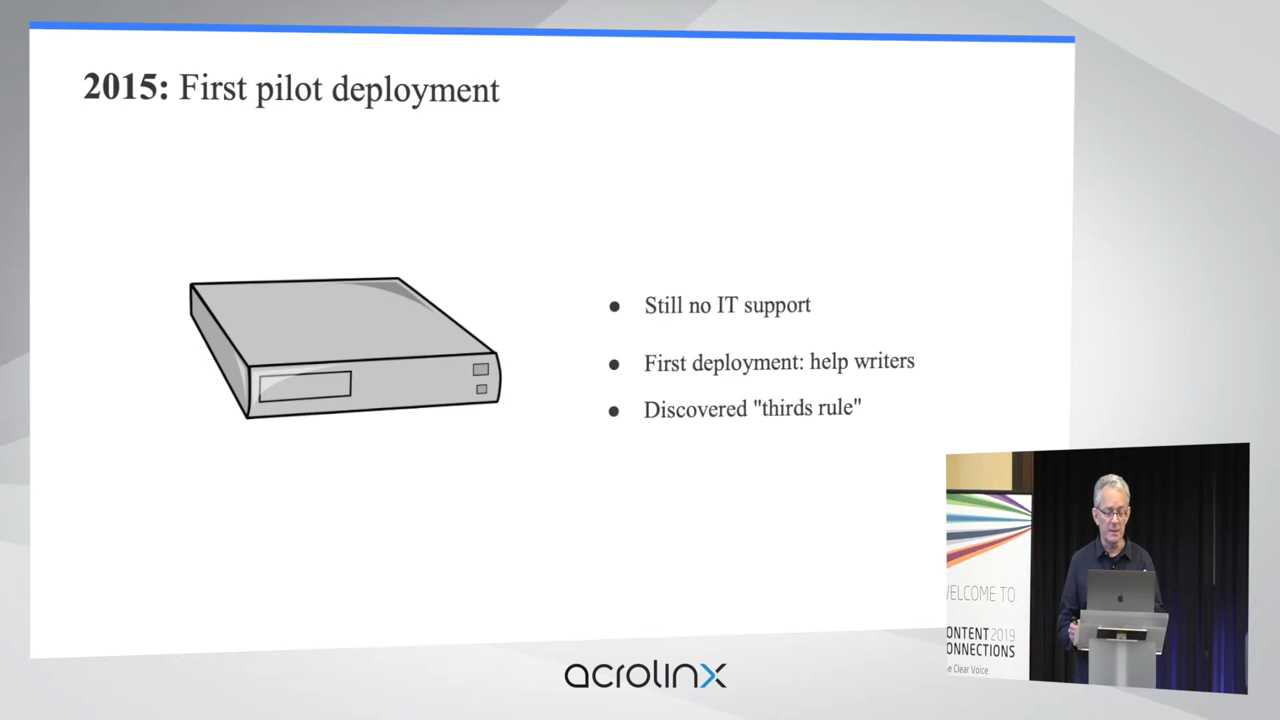 2015: First pilot deployment
● Still no IT support
● First deployment: help writers
● Discovered "thirds rule"
ELCOME TO
ONTENT 2019
ONNECTIONS
e Clear Voice
acrolinx